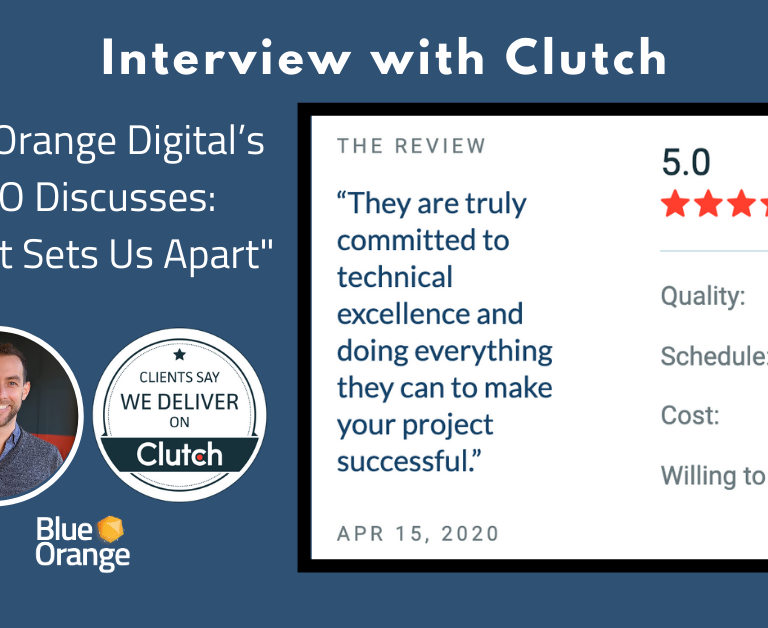 Interview with Clutch
Orange Digital's
O Discusses:
t Sets Us Apart"
THE REVIEW
“They are truly
committed to
technical
excellence and
doing everything
they can to make
your project
successful.”
APR 15, 2020
5.0
Quality:
Schedule:
Cost:
Willing to
CLIENTS SAY
WE DELIVER
ON
Clutch
Blue
Orange